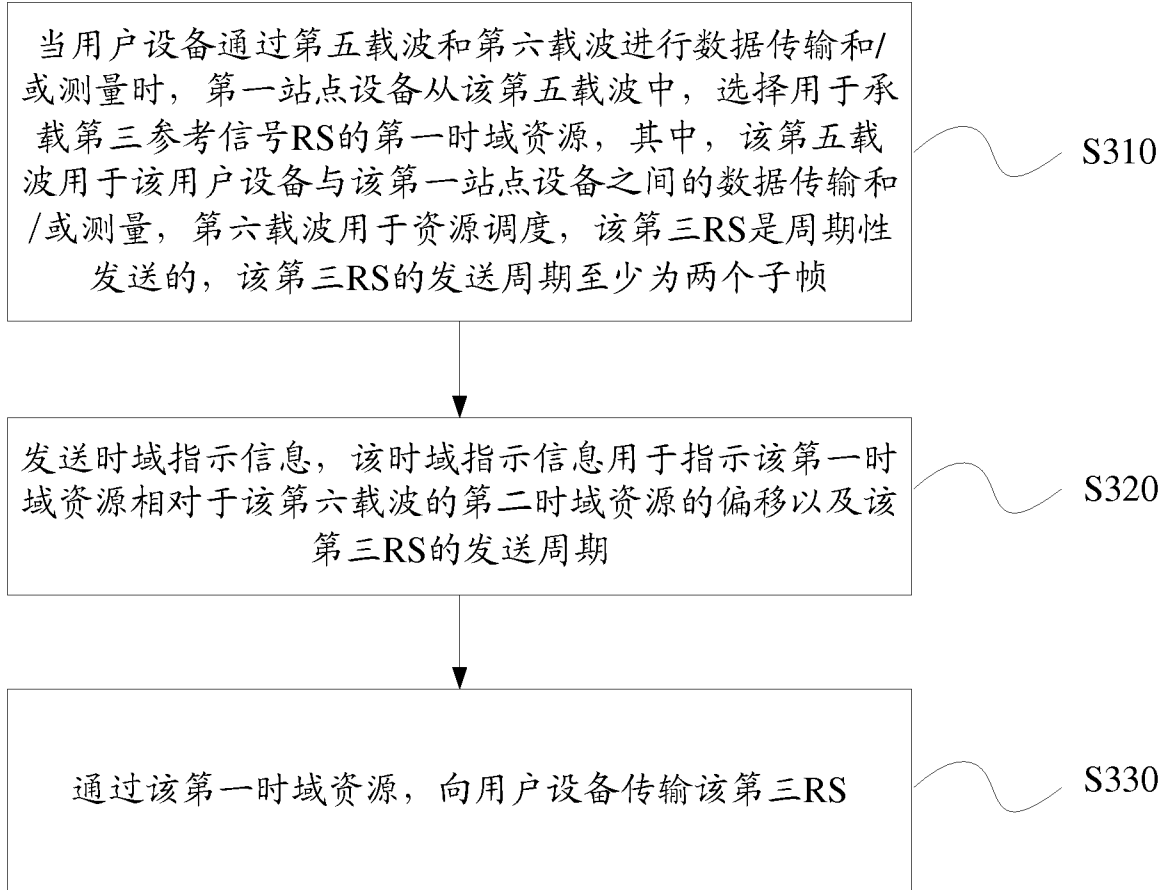 当用户设备通过第五载波和第六载波进行数据传输和/
或测量时，第一站点设备从该第五载波中，选择用于承
载第三参考信号RS的第一时域资源，其中，该第五载
波用于该用户设备与该第一站点设备之间的数据传输和
/或测量，第六载波用于资源调度，该第三RS是周期性
发送的，该第三RS的发送周期至少为两个子帧
S310
发送时域指示信息，该时域指示信息用于指示该第一时
域资源相对于该第六载波的第二时域资源的偏移以及该
第三RS的发送周期
S320
通过该第一时域资源，向用户设备传输该第三RS
S330